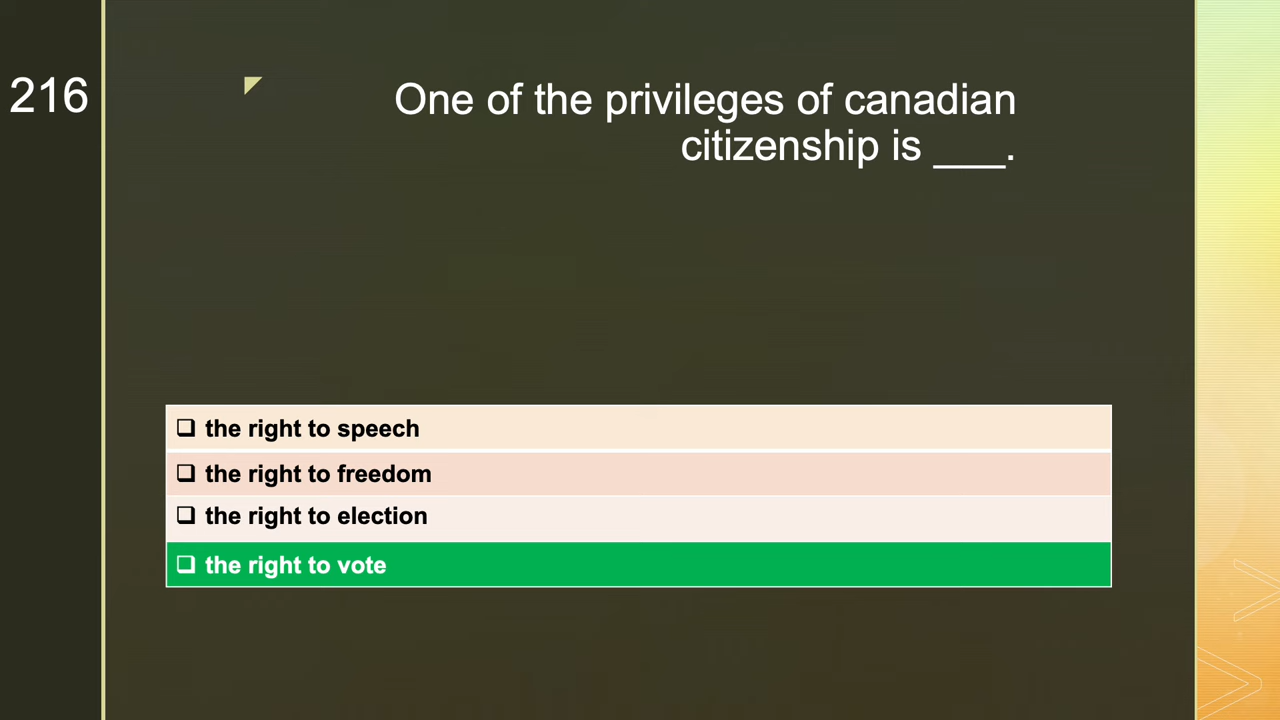 216
One of the privileges of canadian
citizenship is ___.
❑ the right to speech
❑ the right to freedom
❑ the right to election
❑ the right to vote